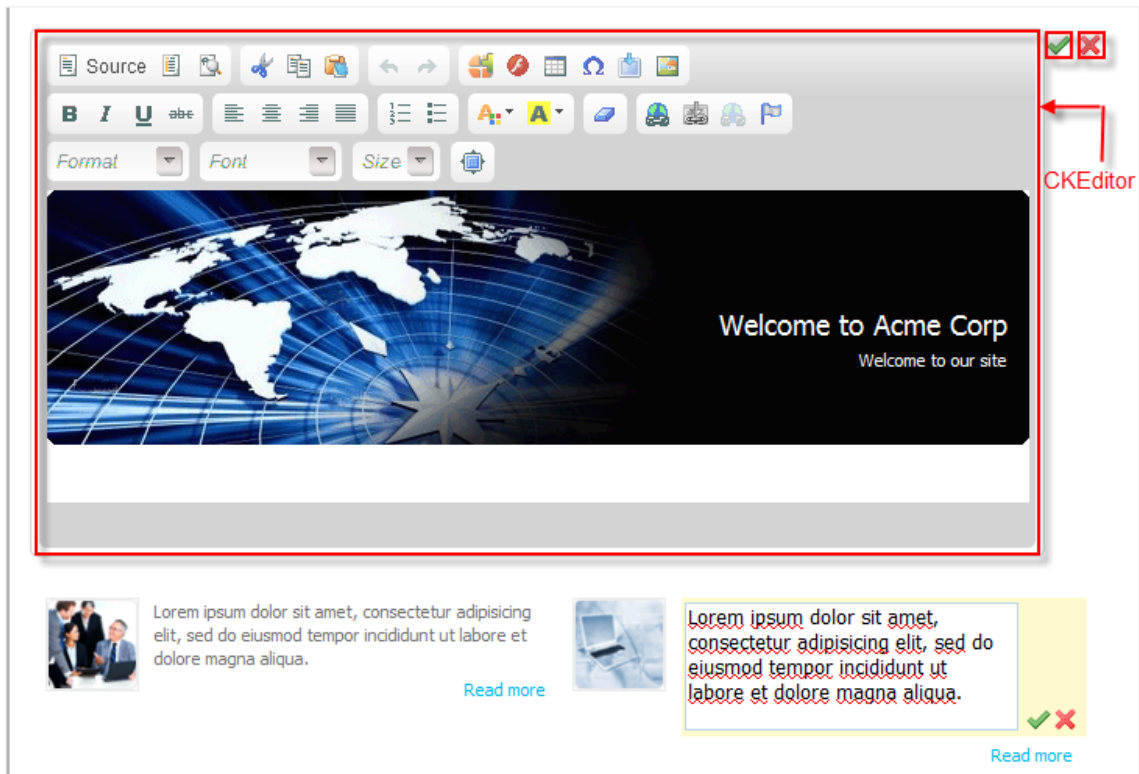 Source
B I U abc
A A
Format Font Size
CKEditor
Welcome to Acme Corp
Welcome to our site
Lorem ipsum dolor sit amet, consectetur adipisicing
elit, sed do eiusmod tempor incididunt ut labore et
dolore magna aliqua.
Read more
Lorem ipsum dolor sit amet,
consectetur adipisicing elit, sed do
eiusmod tempor incididunt ut
labore et dolore magna aliqua.
Read more